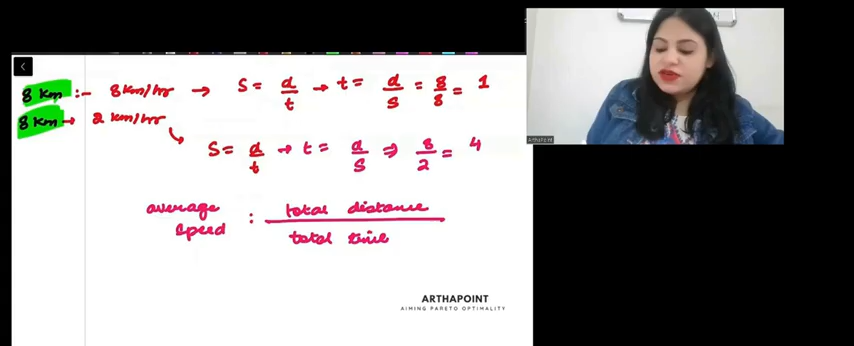 8 Km :- 8 Km/hr → S = d/t → t = d/s = 8/8 = 1
8 Km → 2 km/hr
S = d/t → t = d/s ⇒ 8/2 = 4
average speed : total distance / total time
ARTHAPOINT
AIMING PARETO OPTIMALITY
ArthaPoint